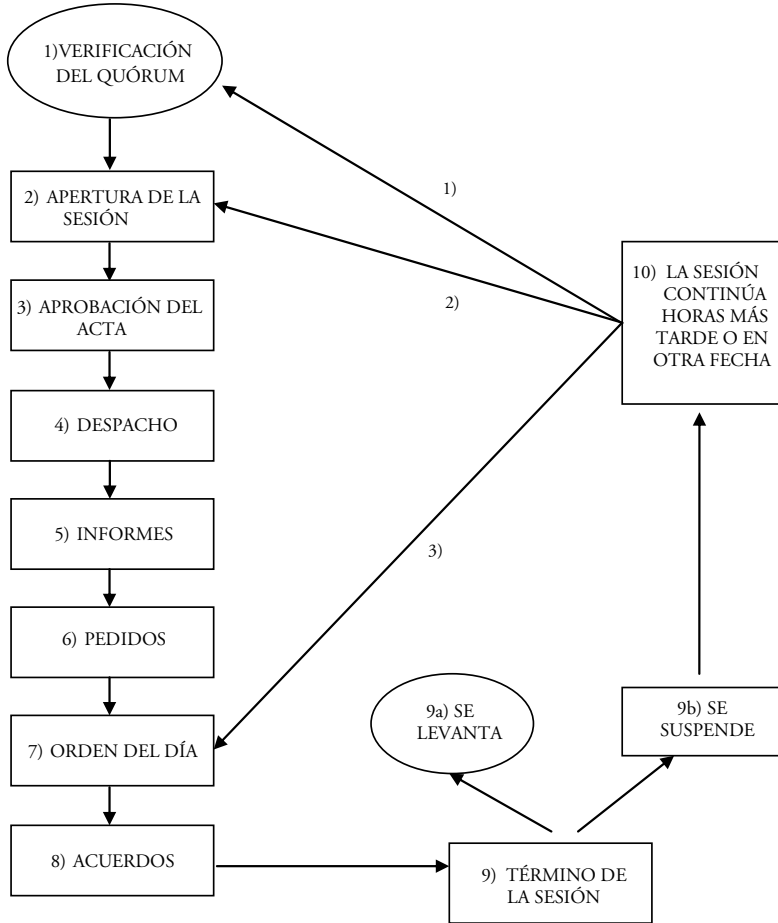 1)VERIFICACIÓN
DEL QUÓRUM
2) APERTURA DE LA
SESIÓN
3) APROBACIÓN DEL
ACTA
4) DESPACHO
5) INFORMES
6) PEDIDOS
7) ORDEN DEL DÍA
8) ACUERDOS
9) TÉRMINO DE
LA SESIÓN
9a) SE
LEVANTA
9b) SE
SUSPENDE
10) LA SESIÓN
CONTINÚA
HORAS MÁS
TARDE O EN
OTRA FECHA
1)
2)
3)